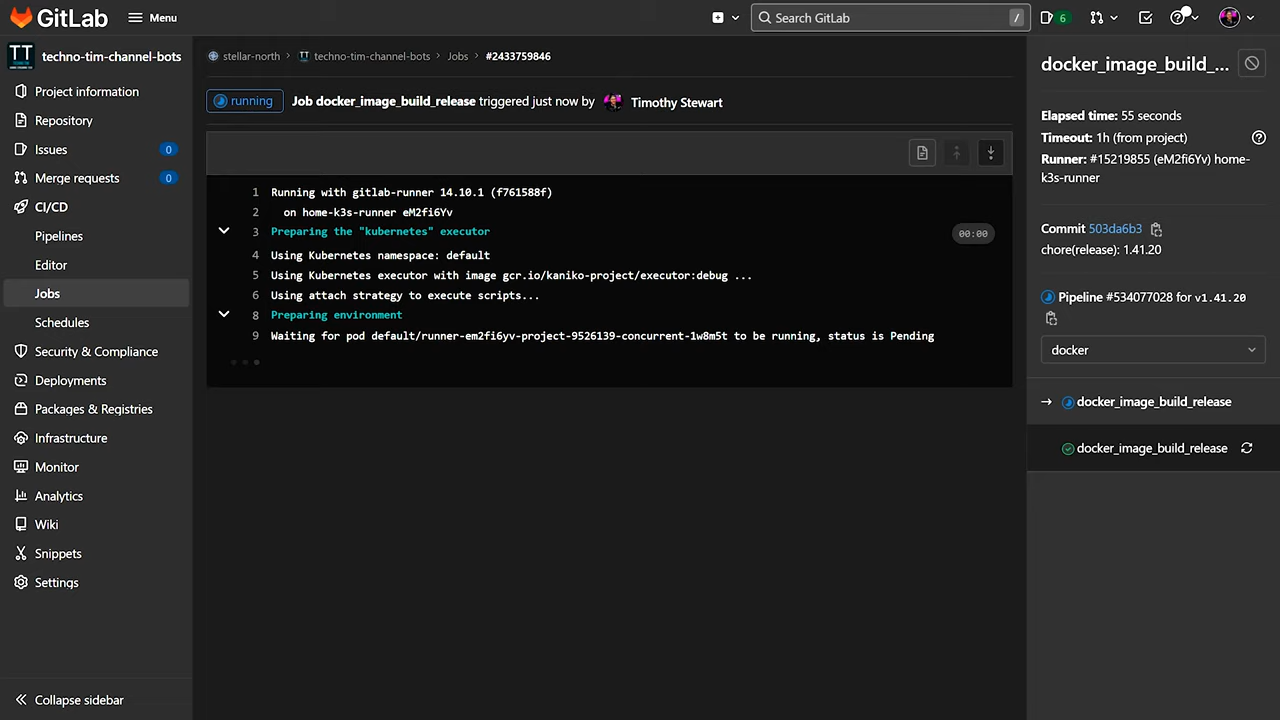 GitLab
Menu
Search GitLab
/
6
TT
techno-tim-channel-bots
Project information
Repository
Issues
0
Merge requests
0
CI/CD
Pipelines
Editor
Jobs
Schedules
Security & Compliance
Deployments
Packages & Registries
Infrastructure
Monitor
Analytics
Wiki
Snippets
Settings
Collapse sidebar
stellar-north
TT
techno-tim-channel-bots
Jobs
#2433759846
running
Job docker_image_build_release triggered just now by Timothy Stewart
1 Running with gitlab-runner 14.10.1 (f761588f)
2 on home-k3s-runner eM2fi6Yv
3 Preparing the "kubernetes" executor
00:00
4 Using Kubernetes namespace: default
5 Using Kubernetes executor with image gcr.io/kaniko-project/executor:debug ...
6 Using attach strategy to execute scripts...
8 Preparing environment
9 Waiting for pod default/runner-em2fi6yv-project-9526139-concurrent-1w8m5t to be running, status is Pending
docker_image_build_...
Elapsed time: 55 seconds
Timeout: 1h (from project)
Runner: #15219855 (eM2fi6Yv) home-
k3s-runner
Commit 503da6b3
chore(release): 1.41.20
Pipeline #534077028 for v1.41.20
docker
docker_image_build_release
docker_image_build_release